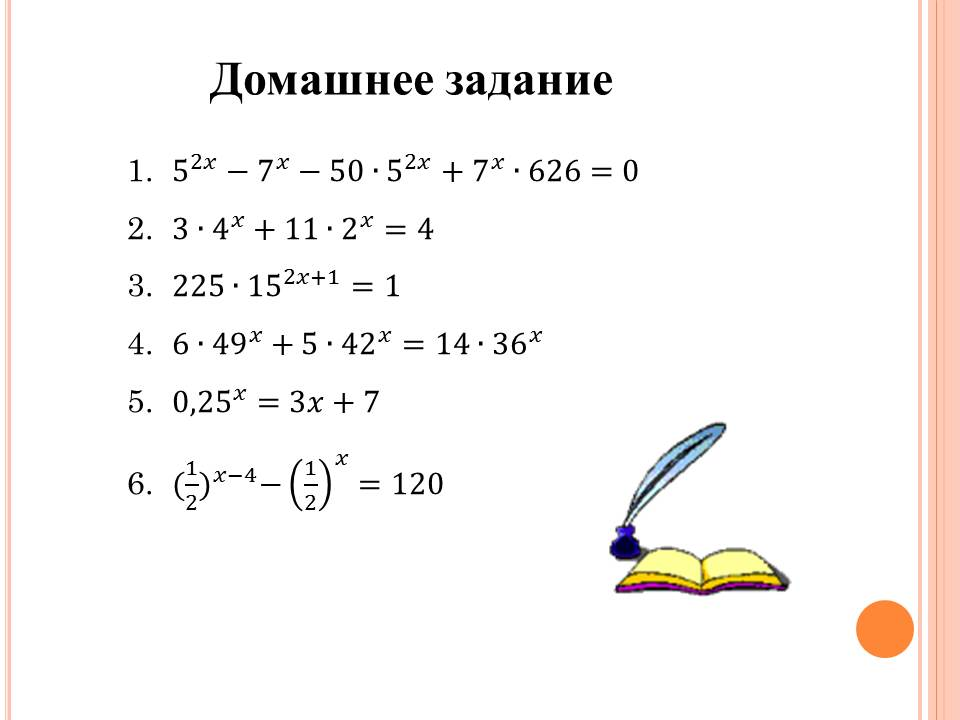 Домашнее задание
1. 5^{2x} − 7^x − 50 ∙ 5^{2x} + 7^x ∙ 626 = 0
2. 3 ∙ 4^x + 11 ∙ 2^x = 4
3. 225 ∙ 15^{2x+1} = 1
4. 6 ∙ 49^x + 5 ∙ 42^x = 14 ∙ 36^x
5. 0,25^x = 3x + 7
6. (1/2)^{x−4} − (1/2)^x = 120